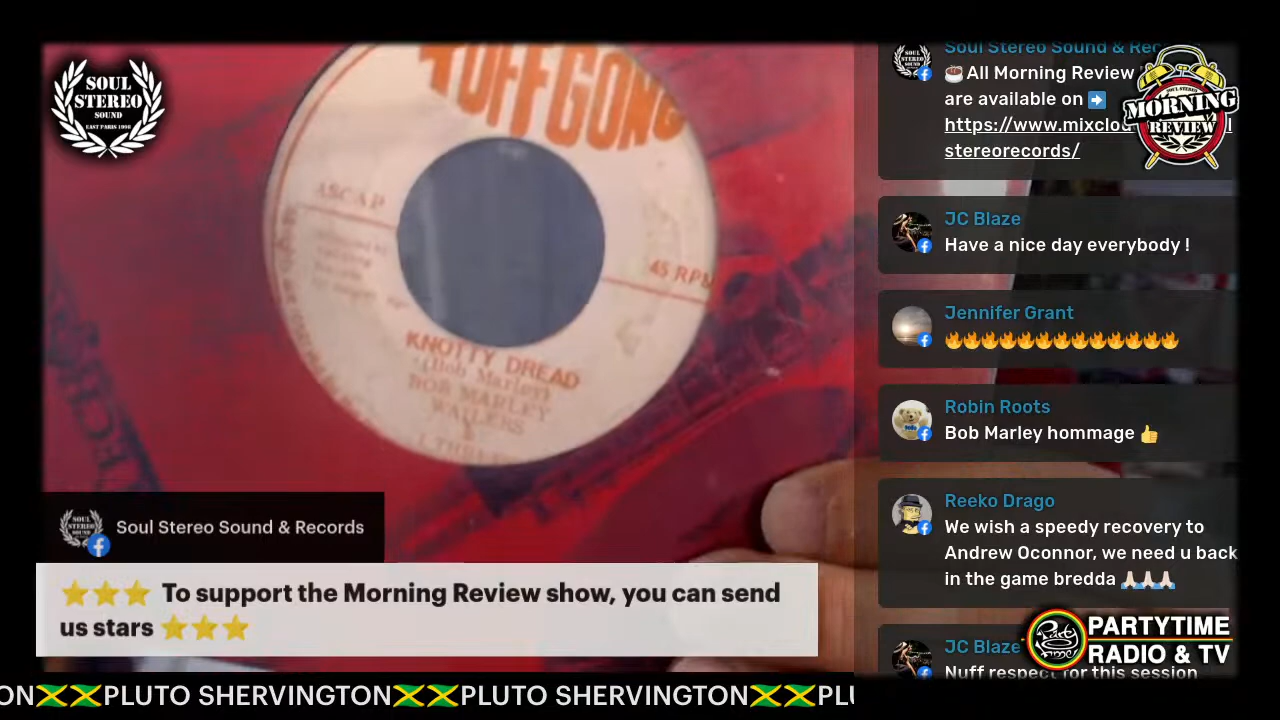 SOUL
STEREO
SOUND
EAST PARIS 1998
TUFF GONG
ASCAP
45 RPM
KNOTTY DREAD
(Bob Marley)
BOB MARLEY
WAILERS
Soul Stereo Sound & Records
⭐⭐⭐ To support the Morning Review show, you can send
us stars ⭐⭐⭐
Soul Stereo Sound & Rec
☕All Morning Review
are available on ➡
https://www.mixclou
stereorecords/
MORNING
REVIEW
JC Blaze
Have a nice day everybody !
Jennifer Grant
🔥🔥🔥🔥🔥🔥🔥🔥🔥🔥🔥🔥🔥
Robin Roots
Bob Marley hommage 👍
Reeko Drago
We wish a speedy recovery to
Andrew Oconnor, we need u back
in the game bredda 🙏🏻🙏🏻🙏🏻
JC Blaze
Nuff respect for this session
PARTYTIME
RADIO & TV
ON🇯🇲🇯🇲PLUTO SHERVINGTON🇯🇲🇯🇲PLUTO SHERVINGTON🇯🇲🇯🇲PLU